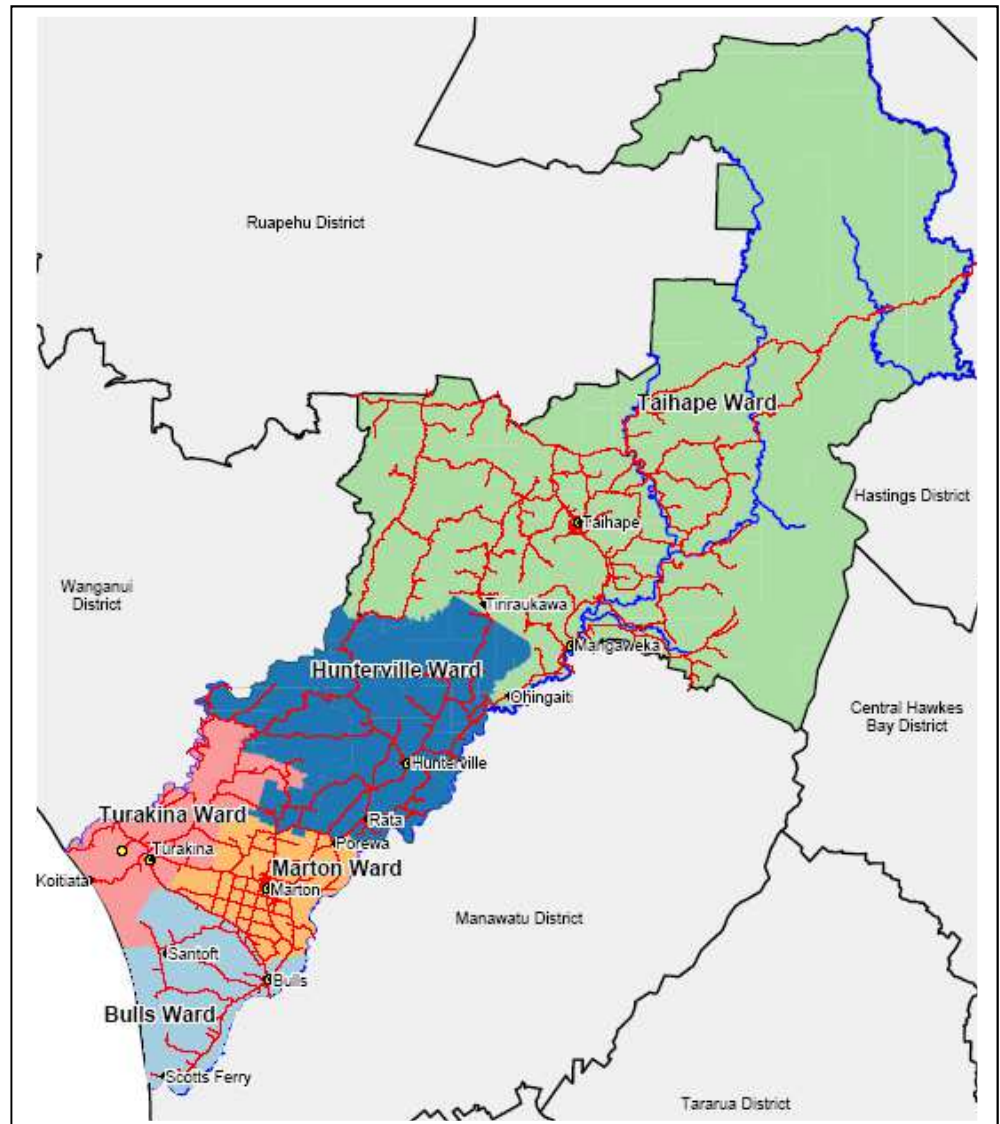 Ruapehu District
Taihape Ward
Hastings District
Taihape
Wanganui
District
Tiriraukawa
Mangaweka
Hunterville Ward
Ohingaiti
Central Hawkes
Bay District
Hunterville
Turakina Ward
Rata
Porewa
Turakina
Marton Ward
Koitiata
Marton
Manawatu District
Santoft
Bulls
Bulls Ward
Scotts Ferry
Tararua District